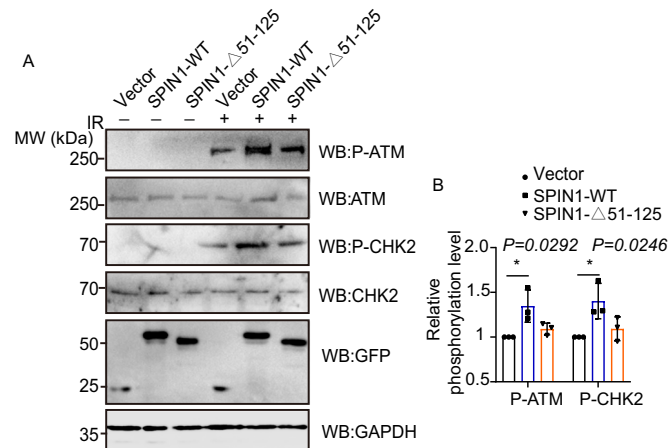 A
Vector
SPIN1-WT
SPIN1-△51-125
Vector
SPIN1-WT
SPIN1-△51-125
IR − − − + + +
MW (kDa)
250 WB:P-ATM
250 WB:ATM
70 WB:P-CHK2
70 WB:CHK2
50 WB:GFP
25
35 WB:GAPDH
B
Vector
SPIN1-WT
SPIN1-△51-125
P=0.0292 P=0.0246
Relative
phosphorylation level
2.0
1.5
1
0.5
* *
P-ATM P-CHK2